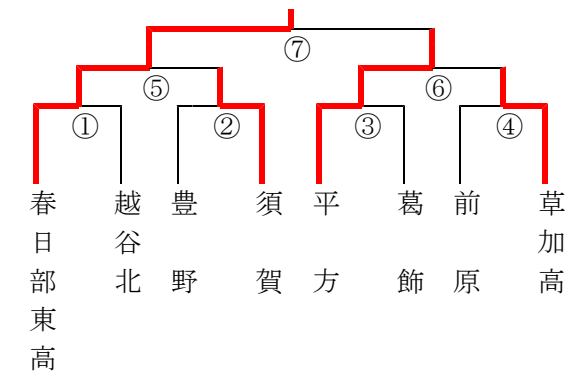 ⑦
⑤
⑥
①
②
③
④
春日部東高
越谷北
豊野
須賀
平方
葛飾
前原
草加高